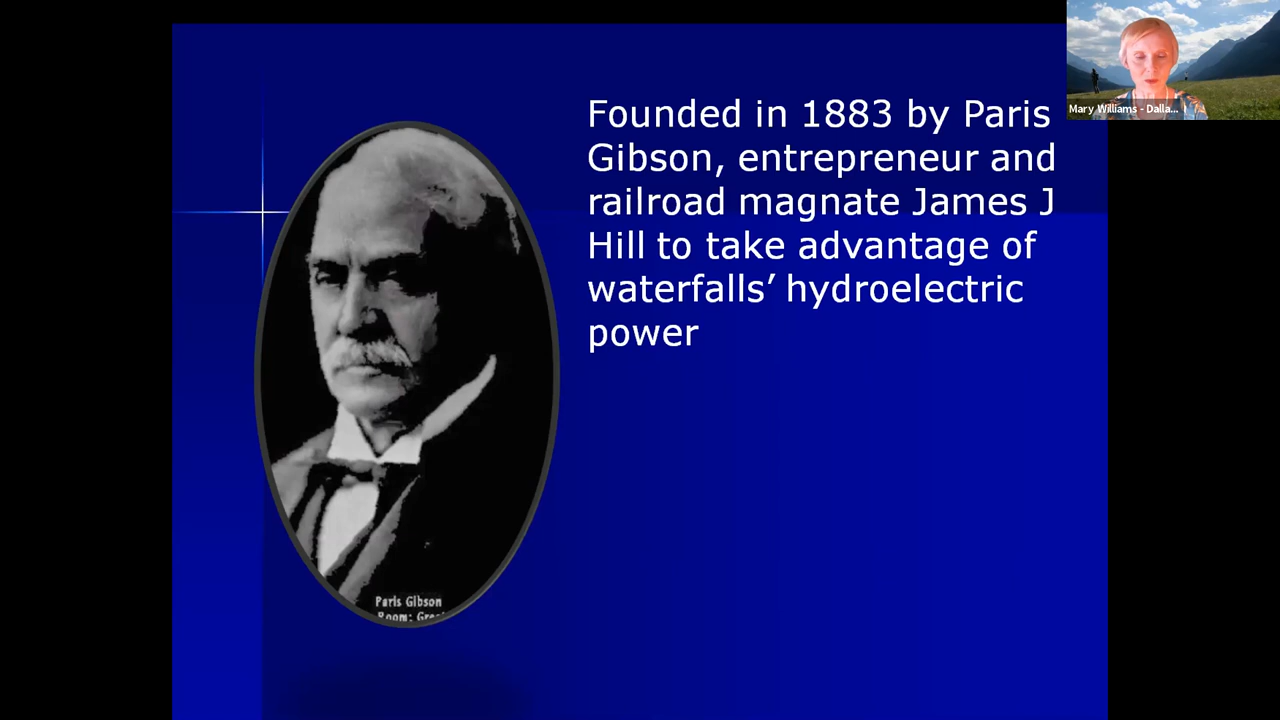 Founded in 1883 by Paris
Gibson, entrepreneur and
railroad magnate James J
Hill to take advantage of
waterfalls’ hydroelectric
power
Mary Williams - Dalla...
Paris Gibson
Room: